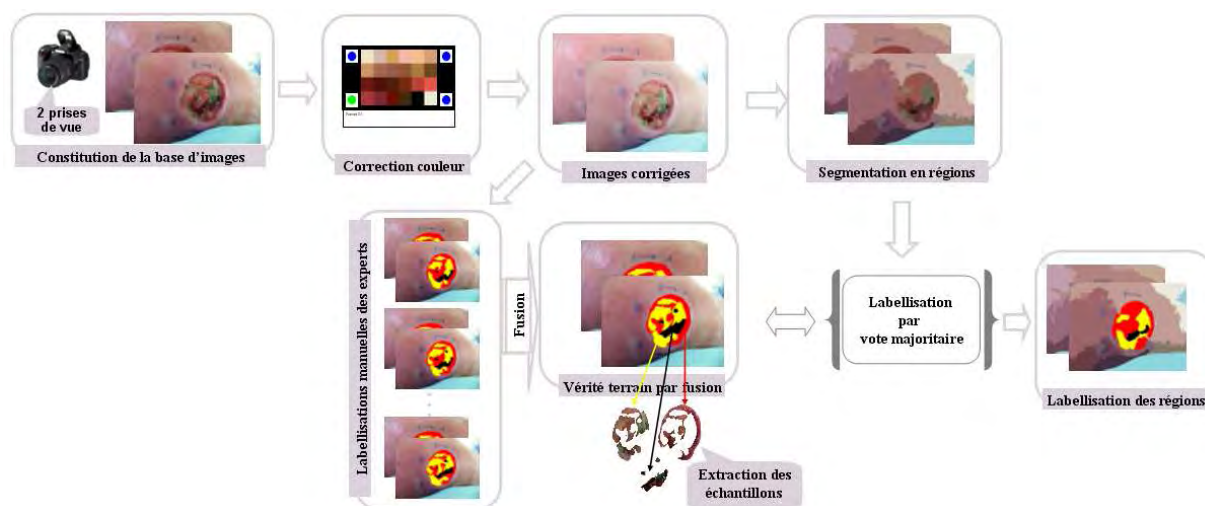 2 prises
de vue
Constitution de la base d'images
Correction couleur
Images corrigées
Segmentation en régions
Labellisations manuelles des experts
Fusion
Vérité terrain par fusion
Extraction des
échantillons
Labellisation
par
vote majoritaire
Labellisation des régions